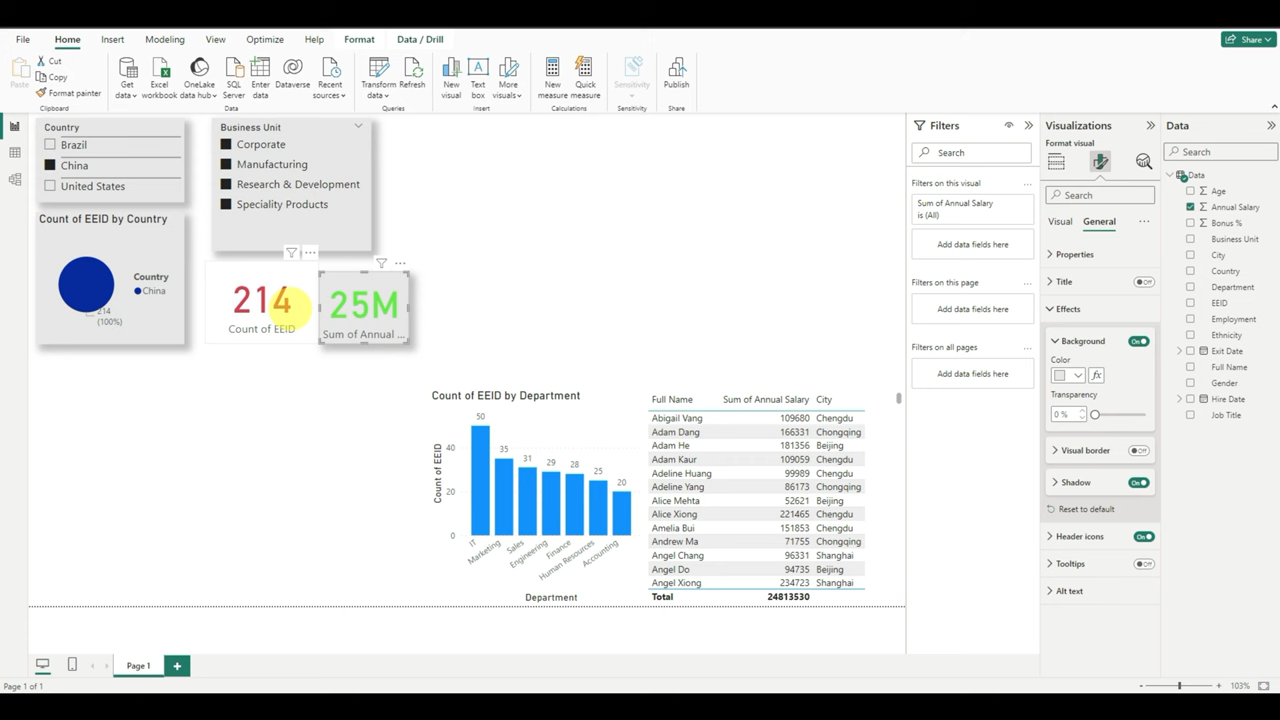 File Home Insert Modeling View Optimize Help Format Data / Drill
Share
Paste
Cut
Copy
Format painter
Get data
Excel workbook
OneLake data hub
SQL Server
Enter data
Dataverse
Recent sources
Transform data
Refresh
New visual
Text box
More visuals
New measure
Quick measure
Sensitivity
Publish
Clipboard Data Queries Insert Calculations Sensitivity Share
Country
Brazil
China
United States
Business Unit
Corporate
Manufacturing
Research & Development
Speciality Products
Count of EEID by Country
Country
China
214
(100%)
214
Count of EEID
25M
Sum of Annual ...
Count of EEID by Department
Count of EEID
40
20
0
50
35
31
29
28
25
20
IT
Marketing
Sales
Engineering
Finance
Human Resources
Accounting
Department
Full Name Sum of Annual Salary City
Abigail Vang 109680 Chengdu
Adam Dang 166331 Chongqing
Adam He 181356 Beijing
Adam Kaur 109059 Chengdu
Adeline Huang 99989 Chengdu
Adeline Yang 86173 Chongqing
Alice Mehta 52621 Beijing
Alice Xiong 221465 Chengdu
Amelia Bui 151853 Chengdu
Andrew Ma 71755 Chongqing
Angel Chang 96331 Shanghai
Angel Do 94735 Beijing
Angel Xiong 234723 Shanghai
Total 24813530
Filters
Search
Filters on this visual ...
Sum of Annual Salary
is (All)
Add data fields here
Filters on this page ...
Add data fields here
Filters on all pages ...
Add data fields here
Visualizations
Format visual
Search
Visual General ...
Properties
Title Off
Effects
Background On
Color
fx
Transparency
0 %
Visual border Off
Shadow On
Reset to default
Header icons On
Tooltips Off
Alt text
Data
Search
Data
Age
Annual Salary
Bonus %
Business Unit
City
Country
Department
EEID
Employment
Ethnicity
Exit Date
Full Name
Gender
Hire Date
Job Title
Page 1
Page 1 of 1
- + 103%